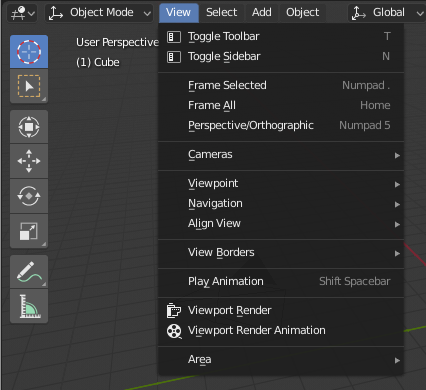 Object Mode View Select Add Object Global
User Perspective
(1) Cube
Toggle Toolbar T
Toggle Sidebar N
Frame Selected Numpad .
Frame All Home
Perspective/Orthographic Numpad 5
Cameras
Viewpoint
Navigation
Align View
View Borders
Play Animation Shift Spacebar
Viewport Render
Viewport Render Animation
Area